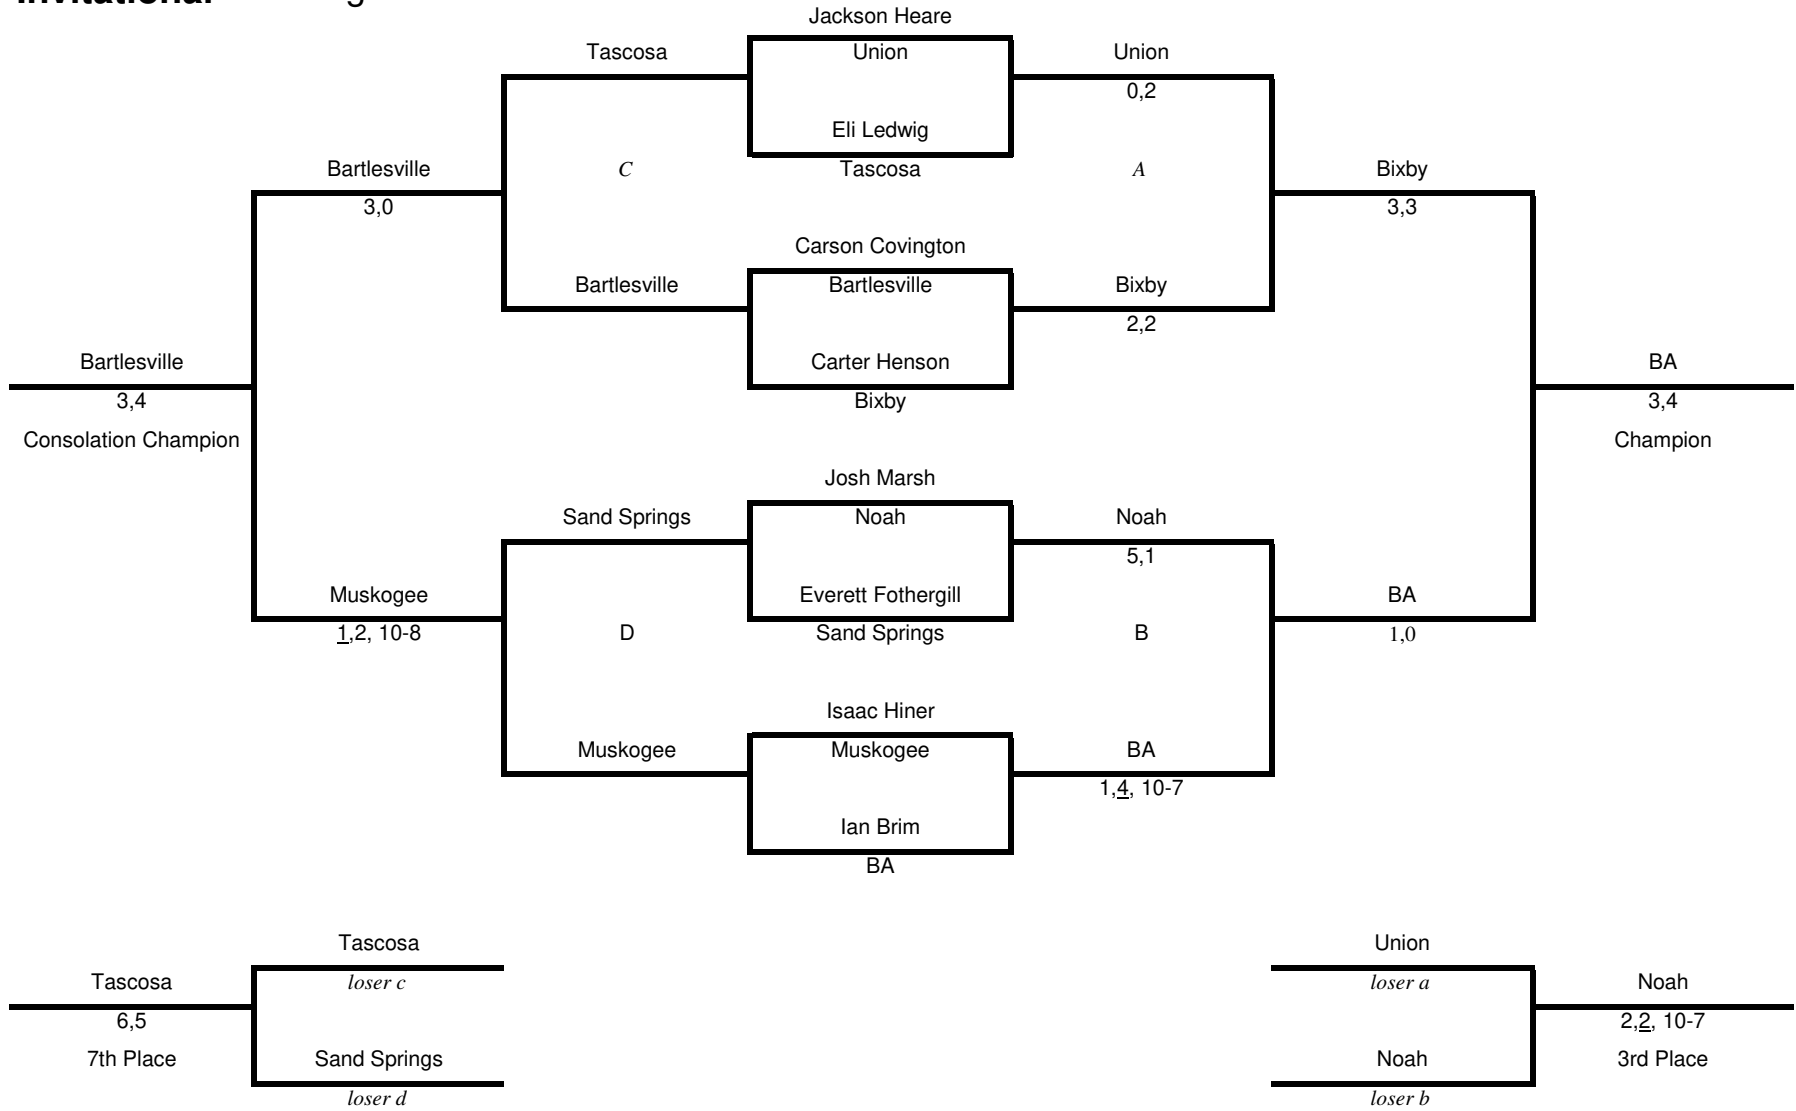 Invitational
Jackson Heare
Tascosa Union Union
0,2
Eli Ledwig
Bartlesville C Tascosa A Bixby
3,0 3,3
Carson Covington
Bartlesville Bartlesville Bixby
2,2
Bartlesville Carter Henson BA
3,4 Bixby 3,4
Consolation Champion Champion
Josh Marsh
Sand Springs Noah Noah
5,1
Muskogee Everett Fothergill BA
1,2, 10-8 D Sand Springs B 1,0
Isaac Hiner
Muskogee Muskogee BA
1,4, 10-7
Ian Brim
BA
Tascosa Union
Tascosa loser c loser a Noah
6,5 2,2, 10-7
7th Place Sand Springs Noah 3rd Place
loser d loser b